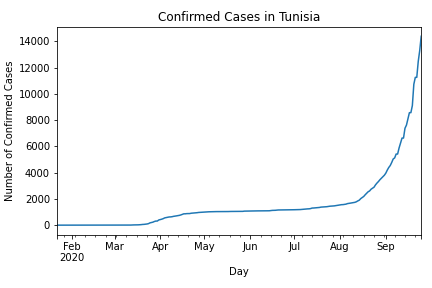 Confirmed Cases in Tunisia
14000
12000
10000
8000
6000
4000
2000
0
Number of Confirmed Cases
Feb Mar Apr May Jun Jul Aug Sep
2020
Day